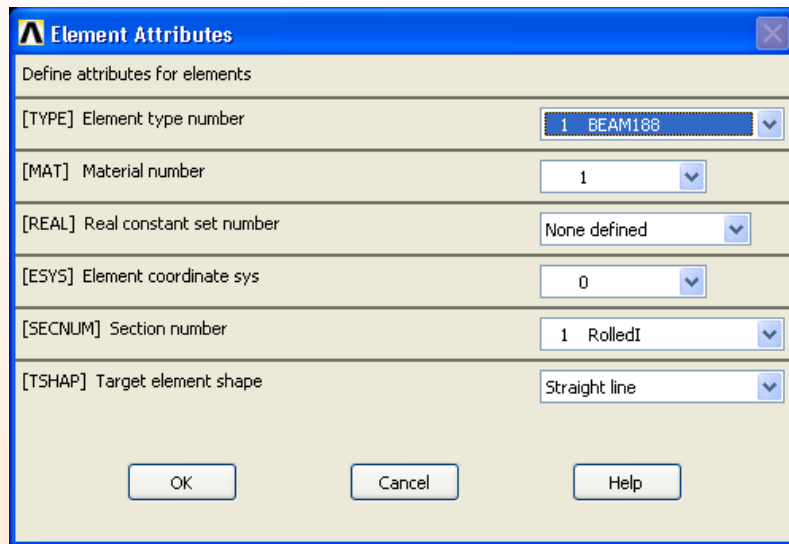 Element Attributes
Define attributes for elements
[TYPE] Element type number 1 BEAM188
[MAT] Material number 1
[REAL] Real constant set number None defined
[ESYS] Element coordinate sys 0
[SECNUM] Section number 1 RolledI
[TSHAP] Target element shape Straight line
OK Cancel Help